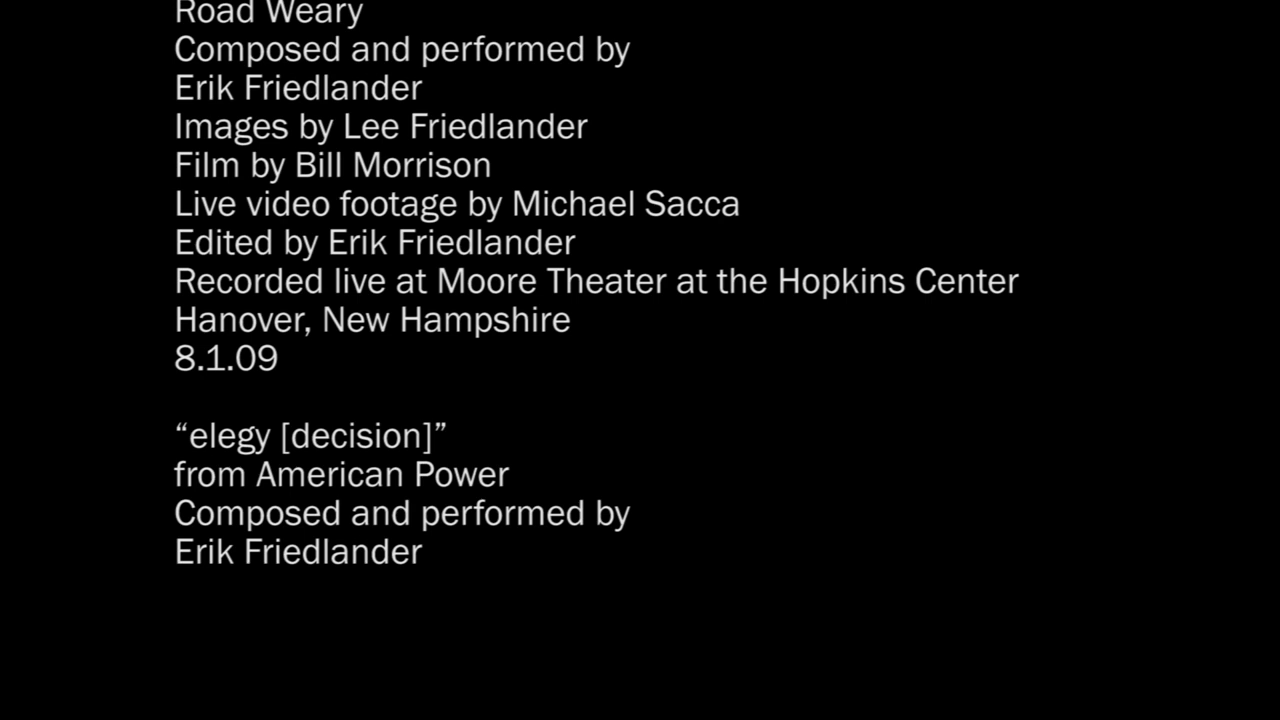 Road Weary
Composed and performed by
Erik Friedlander
Images by Lee Friedlander
Film by Bill Morrison
Live video footage by Michael Sacca
Edited by Erik Friedlander
Recorded live at Moore Theater at the Hopkins Center
Hanover, New Hampshire
8.1.09
“elegy [decision]”
from American Power
Composed and performed by
Erik Friedlander